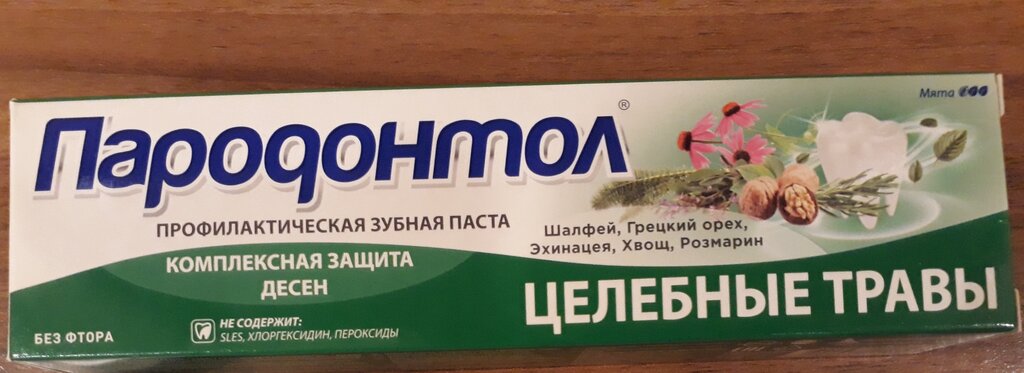 Мята
Пародонтол®
ПРОФИЛАКТИЧЕСКАЯ ЗУБНАЯ ПАСТА
Шалфей, Грецкий орех,
Эхинацея, Хвощ, Розмарин
КОМПЛЕКСНАЯ ЗАЩИТА
ДЕСЕН
ЦЕЛЕБНЫЕ ТРАВЫ
БЕЗ ФТОРА
НЕ СОДЕРЖИТ:
SLES, ХЛОРГЕКСИДИН, ПЕРОКСИДЫ